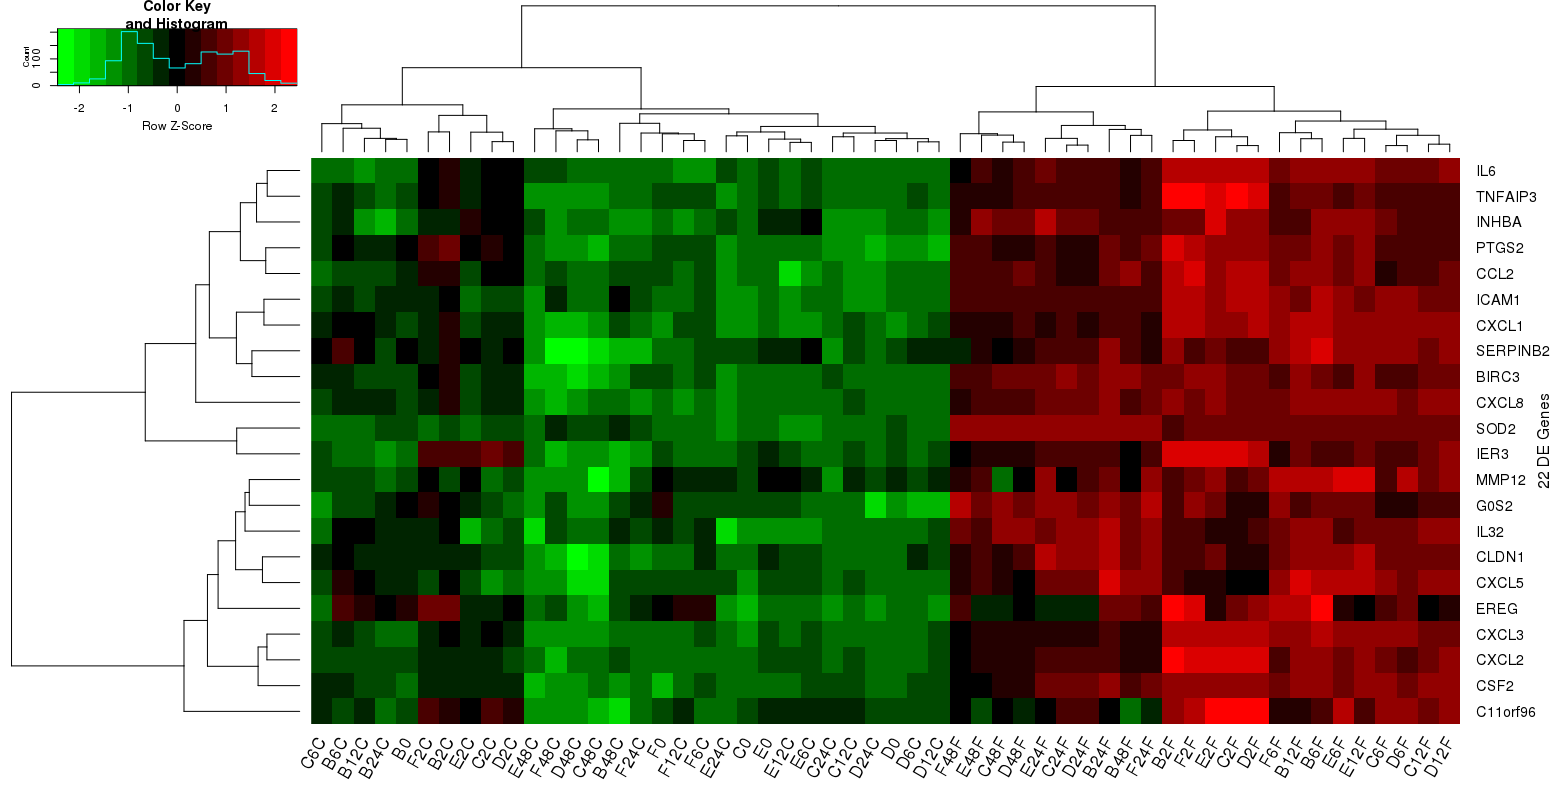 Color Key
and Histogram
Count
0 100
-2 -1 0 1 2
Row Z-Score
IL6
TNFAIP3
INHBA
PTGS2
CCL2
ICAM1
CXCL1
SERPINB2
BIRC3
CXCL8
SOD2
IER3
MMP12
G0S2
IL32
CLDN1
CXCL5
EREG
CXCL3
CXCL2
CSF2
C11orf96
22 DE Genes
C6C B6C B12C B24C B0 F2C B2C E2C C2C D2C E48C F48C D48C C48C B48C F24C F0 F12C F6C E24C C0 E0 E12C E6C C24C C12C D24C D0 D6C D12C F48F E48F C48F D48F E24F C24F D24F B24F B48F F24F B2F F2F E2F C2F D2F F6F B12F B6F E6F E12F C6F D6F C12F D12F